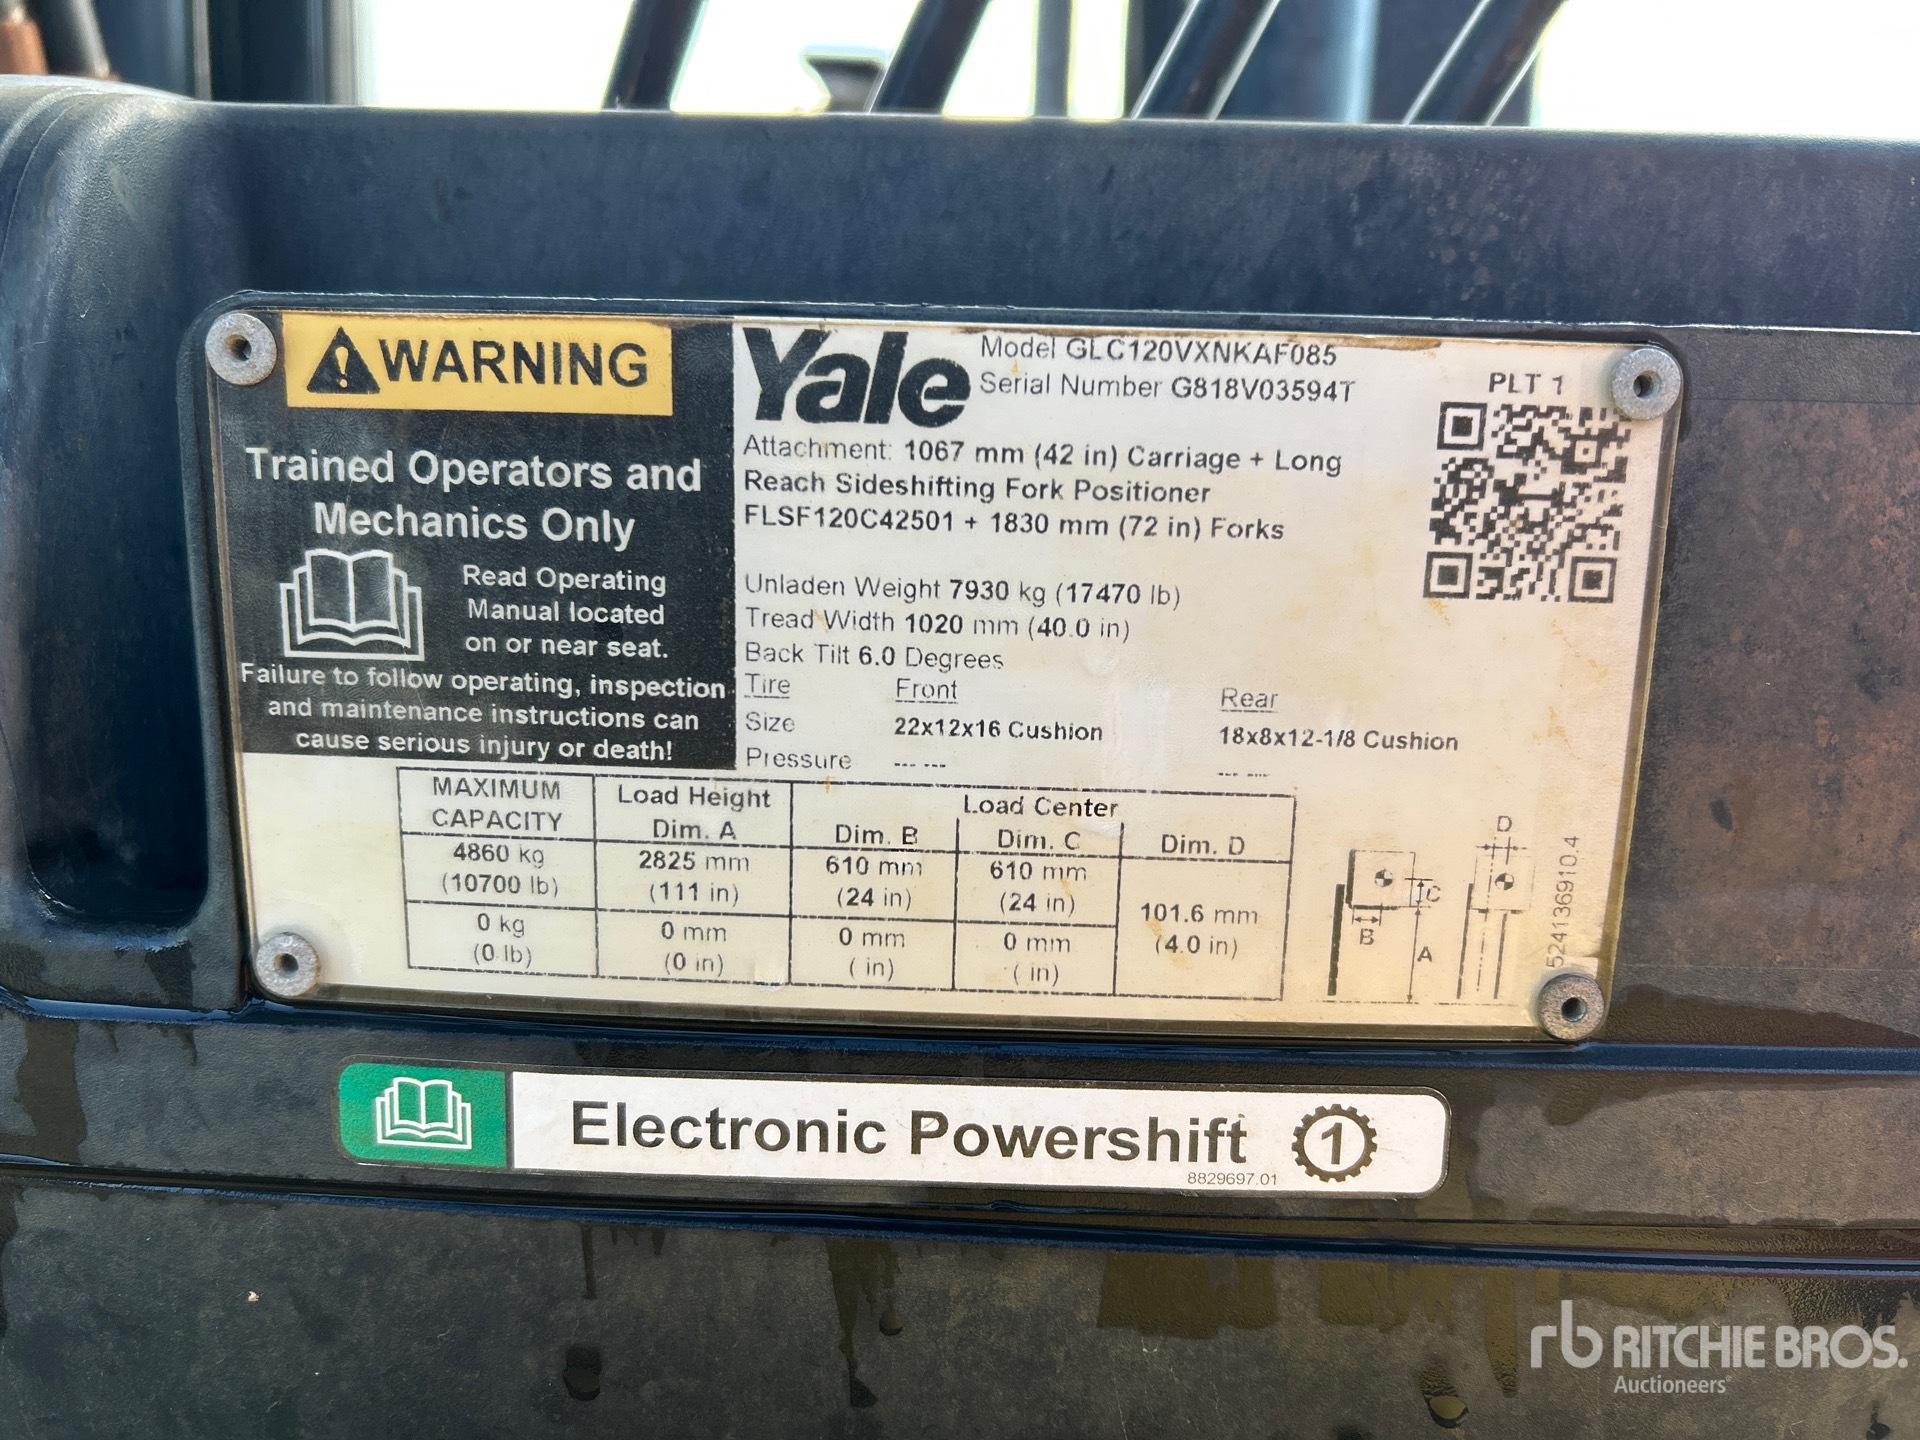 WARNING
Trained Operators and
Mechanics Only
Read Operating
Manual located
on or near seat.
Failure to follow operating, inspection
and maintenance instructions can
cause serious injury or death!
Yale
Model GLC120VXNKAF085
Serial Number G818V03594T
PLT 1
Attachment: 1067 mm (42 in) Carriage + Long
Reach Sideshifting Fork Positioner
FLSF120C42501 + 1830 mm (72 in) Forks
Unladen Weight 7930 kg (17470 lb)
Tread Width 1020 mm (40.0 in)
Back Tilt 6.0 Degrees
Tire Front Rear
Size 22x12x16 Cushion 18x8x12-1/8 Cushion
Pressure --- --- --- ---
MAXIMUM CAPACITY Load Height Dim. A Load Center
Dim. B Dim. C Dim. D
4860 kg 2825 mm 610 mm 610 mm
(10700 lb) (111 in) (24 in) (24 in)
101.6 mm
(4.0 in)
0 kg 0 mm 0 mm 0 mm
(0 lb) (0 in) ( in) ( in)
D
C
B
A
524136910.4
Electronic Powershift 1
8829697.01
rb RITCHIE BROS.
Auctioneers